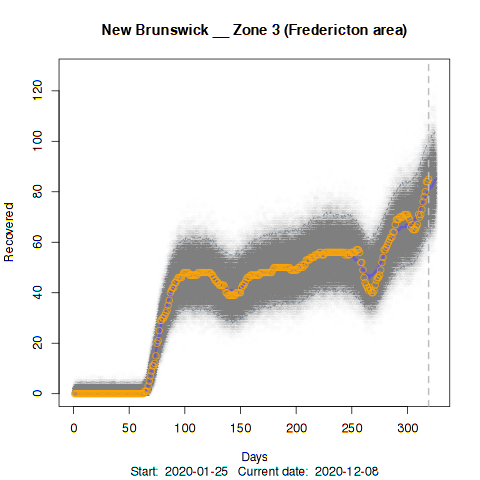 New Brunswick __ Zone 3 (Fredericton area)
120
100
80
60
40
20
0
Recovered
0 50 100 150 200 250 300
Days
Start: 2020-01-25 Current date: 2020-12-08